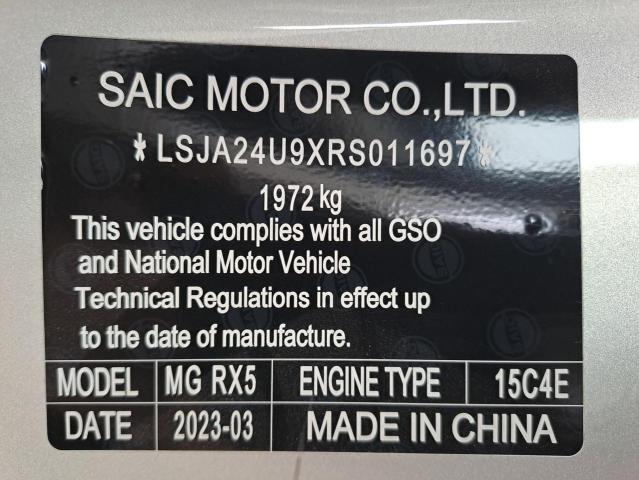 SAIC MOTOR CO.,LTD.
*LSJA24U9XRS011697*
1972 kg
This vehicle complies with all GSO
and National Motor Vehicle
Technical Regulations in effect up
to the date of manufacture.
MODEL MG RX5 ENGINE TYPE 15C4E
DATE 2023-03 MADE IN CHINA